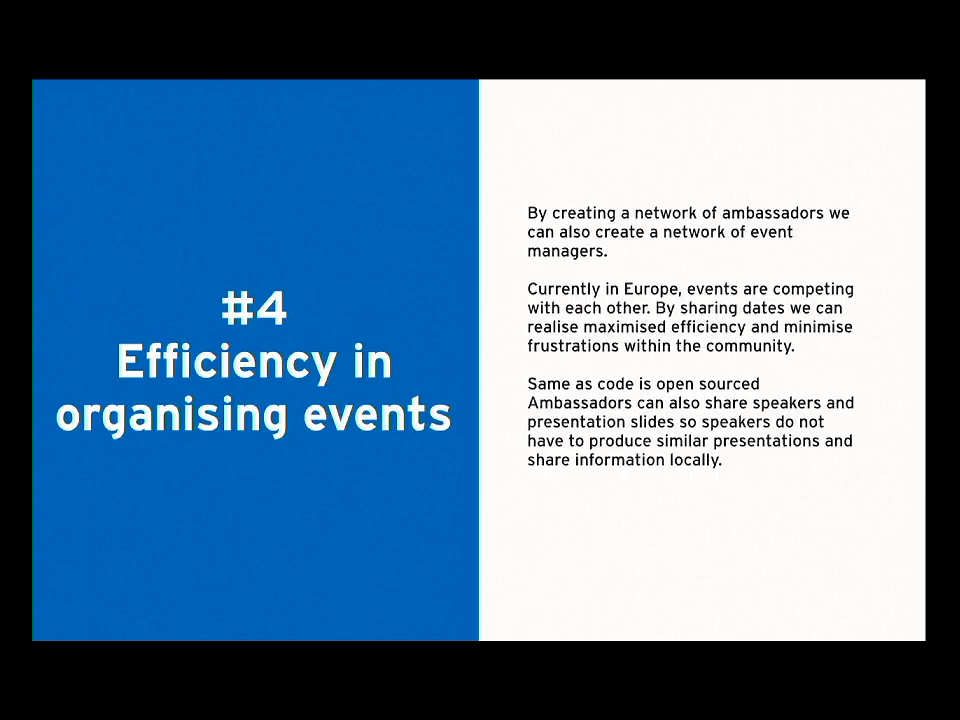 #4
Efficiency in
organising events
By creating a network of ambassadors we
can also create a network of event
managers.
Currently in Europe, events are competing
with each other. By sharing dates we can
realise maximised efficiency and minimise
frustrations within the community.
Same as code is open sourced
Ambassadors can also share speakers and
presentation slides so speakers do not
have to produce similar presentations and
share information locally.